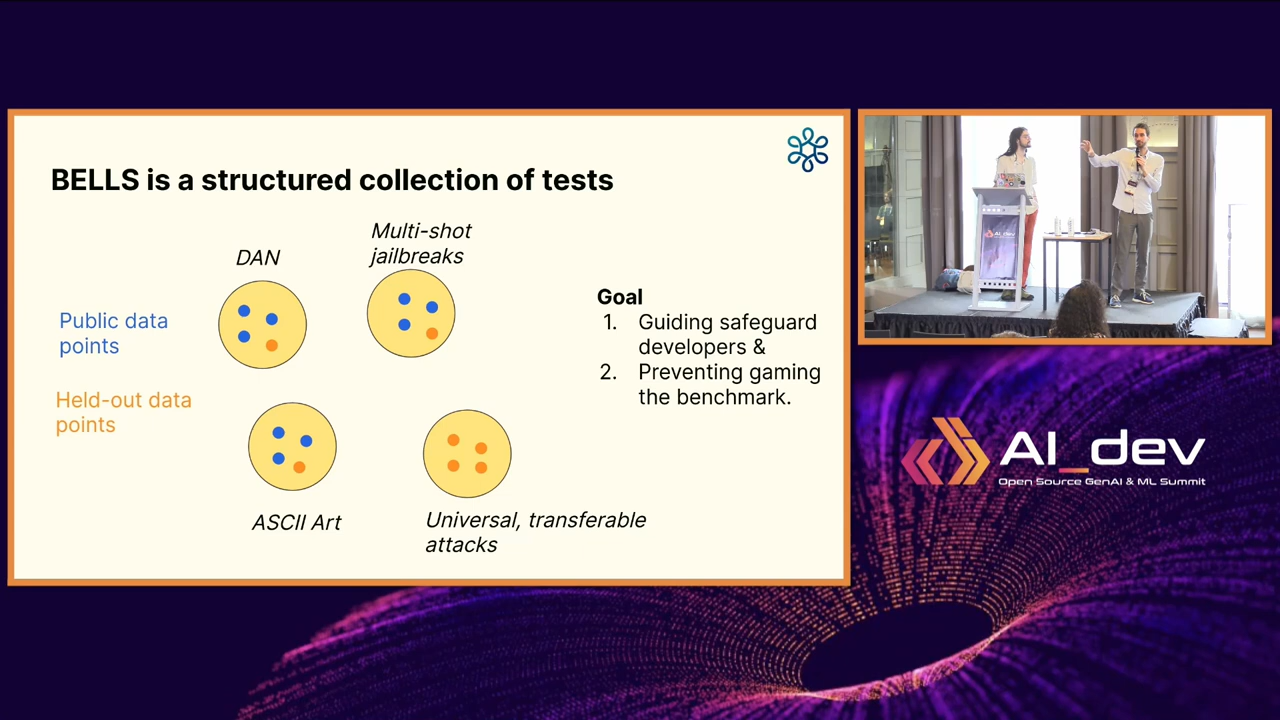 BELLS is a structured collection of tests
DAN
Multi-shot
jailbreaks
Public data
points
Held-out data
points
ASCII Art
Universal, transferable
attacks
Goal
1. Guiding safeguard
developers &
2. Preventing gaming
the benchmark.
AI_dev
AI_dev
Open Source GenAI & ML Summit